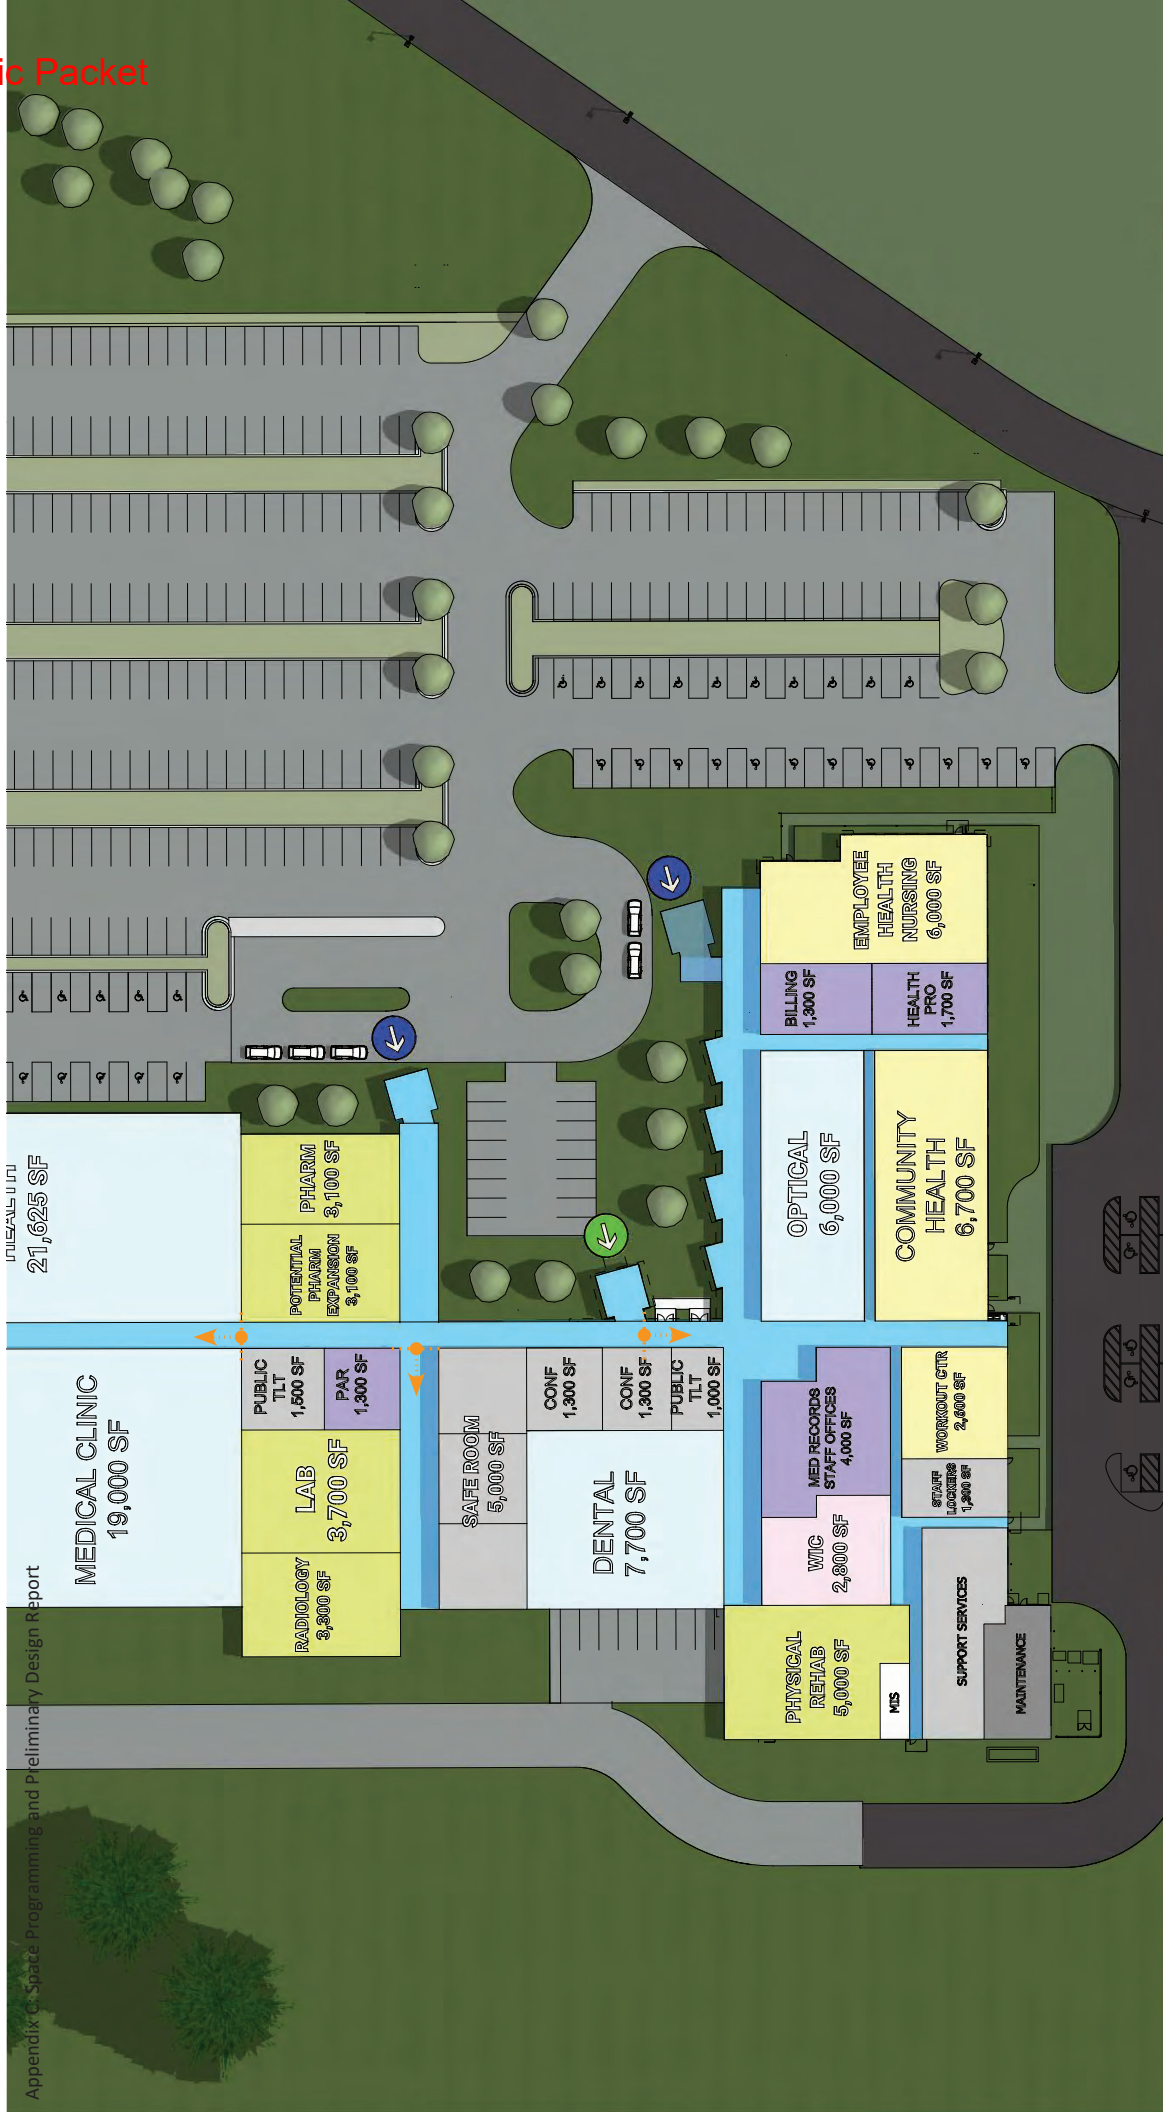 ic Packet
EMPLOYEE
HEALTH
NURSING
6,000 SF
BILLING
1,300 SF
HEALTH
PRO
1,700 SF
OPTICAL
6,000 SF
COMMUNITY
HEALTH
6,700 SF
HEALTH
21,625 SF
PHARM
3,100 SF
POTENTIAL
PHARM
EXPANSION
3,100 SF
MEDICAL CLINIC
19,000 SF
PUBLIC
TLT
1,500 SF
PAR
1,300 SF
LAB
3,700 SF
RADIOLOGY
3,300 SF
SAFE ROOM
5,000 SF
CONF
1,300 SF
CONF
1,300 SF
PUBLIC
TLT
1,000 SF
DENTAL
7,700 SF
MED RECORDS
STAFF OFFICES
4,000 SF
WORKOUT CTR
2,600 SF
STAFF
LOCKERS
1,300 SF
WIC
2,800 SF
PHYSICAL
REHAB
5,000 SF
MIS
SUPPORT SERVICES
MAINTENANCE
Appendix C: Space Programming and Preliminary Design Report